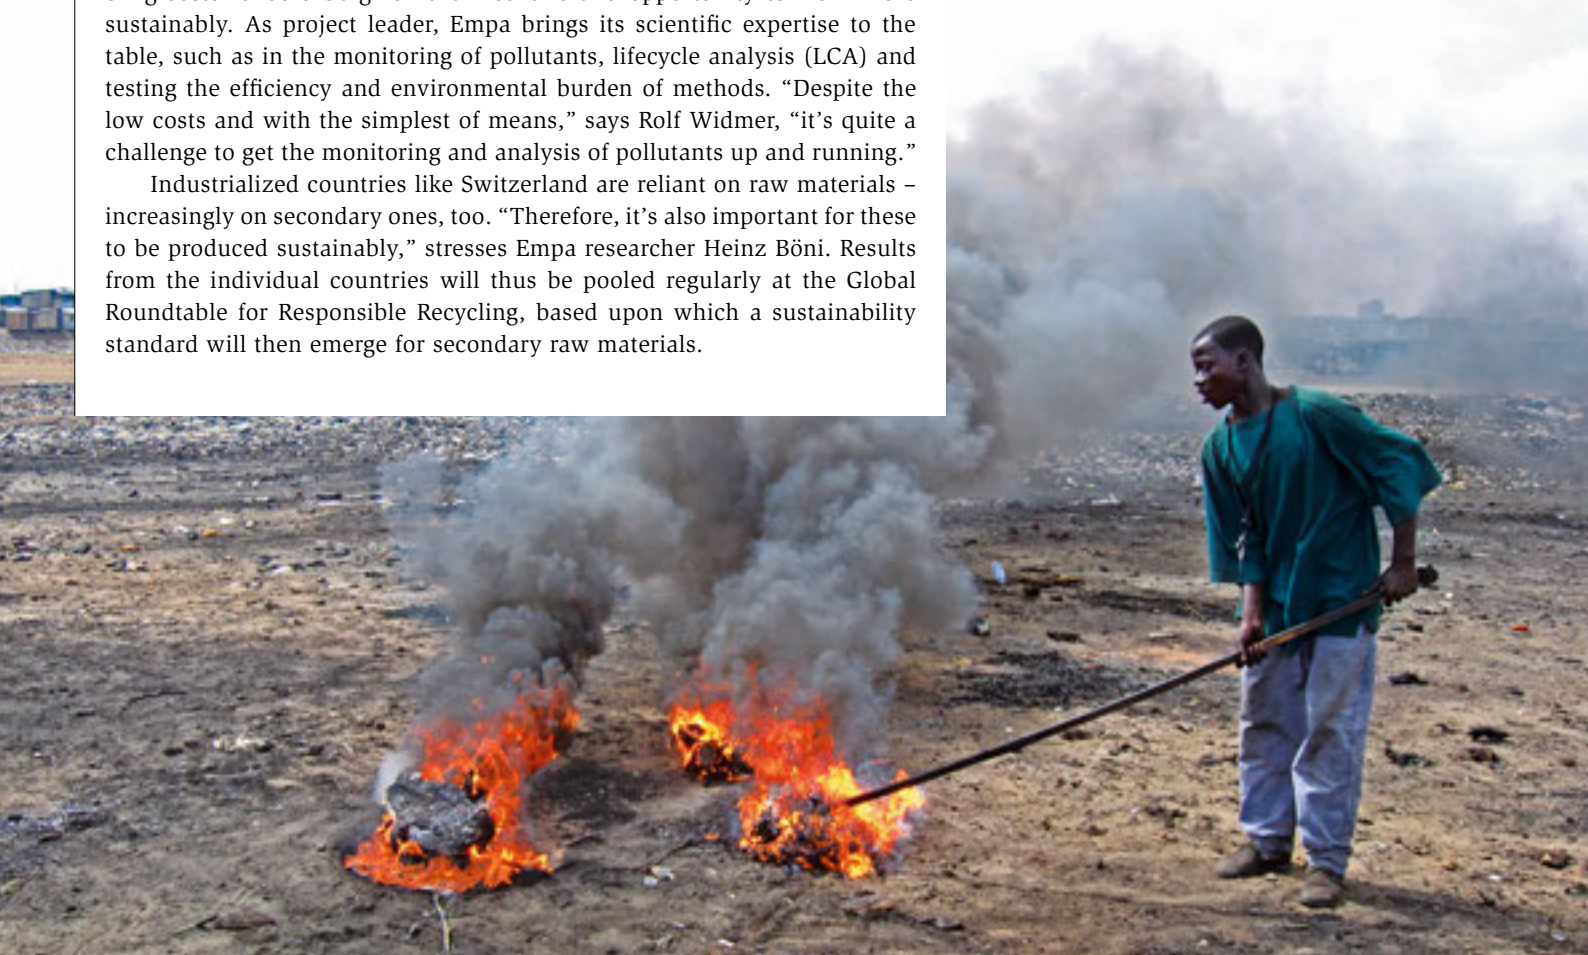 sustainably. As project leader, Empa brings its scientific expertise to the
table, such as in the monitoring of pollutants, lifecycle analysis (LCA) and
testing the efficiency and environmental burden of methods. “Despite the
low costs and with the simplest of means,” says Rolf Widmer, “it’s quite a
challenge to get the monitoring and analysis of pollutants up and running.”
Industrialized countries like Switzerland are reliant on raw materials –
increasingly on secondary ones, too. “Therefore, it’s also important for these
to be produced sustainably,” stresses Empa researcher Heinz Böni. Results
from the individual countries will thus be pooled regularly at the Global
Roundtable for Responsible Recycling, based upon which a sustainability
standard will then emerge for secondary raw materials.